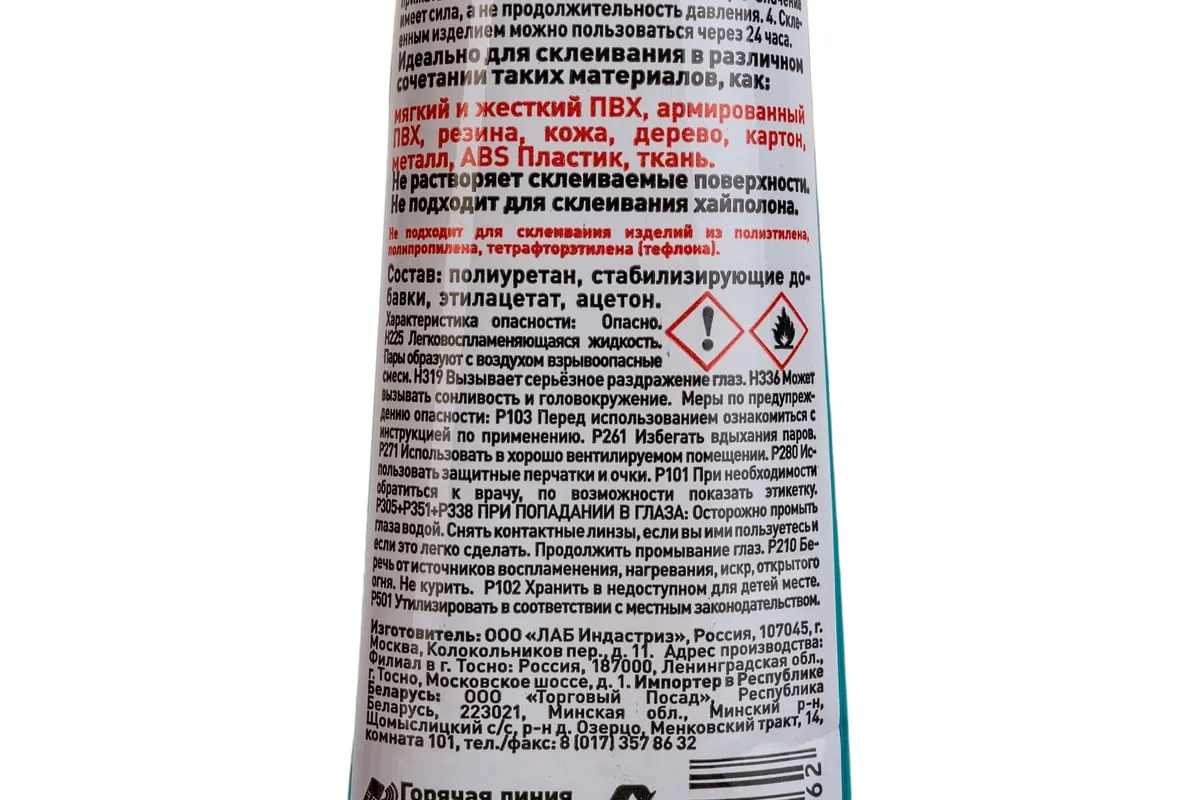 имеет сила, а не продолжительность давления. 4. Скле-
енным изделием можно пользоваться через 24 часа.
Идеально для склеивания в различном
сочетании таких материалов, как:
мягкий и жесткий ПВХ, армированный
ПВХ, резина, кожа, дерево, картон,
металл, ABS Пластик, ткань.
Не растворяет склеиваемые поверхности.
Не подходит для склеивания хайполона.
Не подходит для склеивания изделий из полиэтилена,
полипропилена, тетрафторэтилена (тефлона).
Состав: полиуретан, стабилизирующие до-
бавки, этилацетат, ацетон.
Характеристика опасности: Опасно.
H225 Легковоспламеняющаяся жидкость.
Пары образуют с воздухом взрывоопасные
смеси. H319 Вызывает серьёзное раздражение глаз. H336 Может
вызывать сонливость и головокружение. Меры по предупреж-
дению опасности: P103 Перед использованием ознакомиться с
инструкцией по применению. P261 Избегать вдыхания паров.
P271 Использовать в хорошо вентилируемом помещении. P280 Ис-
пользовать защитные перчатки и очки. P101 При необходимости
обратиться к врачу, по возможности показать этикетку.
P305+P351+P338 ПРИ ПОПАДАНИИ В ГЛАЗА: Осторожно промыть
глаза водой. Снять контактные линзы, если вы ими пользуетесь и
если это легко сделать. Продолжить промывание глаз. P210 Бе-
речь от источников воспламенения, нагревания, искр, открытого
огня. Не курить. P102 Хранить в недоступном для детей месте.
P501 Утилизировать в соответствии с местным законодательством.
Изготовитель: ООО «ЛАБ Индастриз», Россия, 107045, г.
Москва, Колокольников пер., д. 11. Адрес производства:
Филиал в г. Тосно: Россия, 187000, Ленинградская обл.,
г. Тосно, Московское шоссе, д. 1. Импортер в Республике
Беларусь: ООО «Торговый Посад», Республика
Беларусь, 223021, Минская обл., Минский р-н,
Щомыслицкий с/с, р-н д. Озерцо, Менковский тракт, 14,
комната 101, тел./факс: 8 (017) 357 86 32
Горячая линия
62